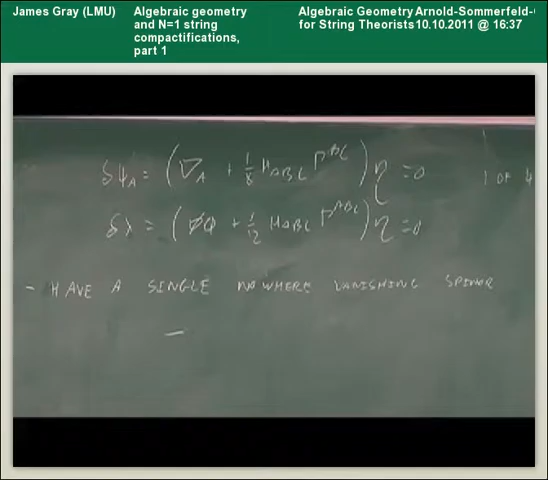 James Gray (LMU)
Algebraic geometry
and N=1 string
compactifications,
part 1
Algebraic Geometry
for String Theorists
Arnold-Sommerfeld-
10.10.2011 @ 16:37
δψ_A = (∇_A + 1/8 H_ABC Γ^BC) η = 0
1 OF 4
δλ = (∂̸φ + 1/12 H_ABC Γ^ABC) η = 0
- HAVE A SINGLE NOWHERE VANISHING SPINOR